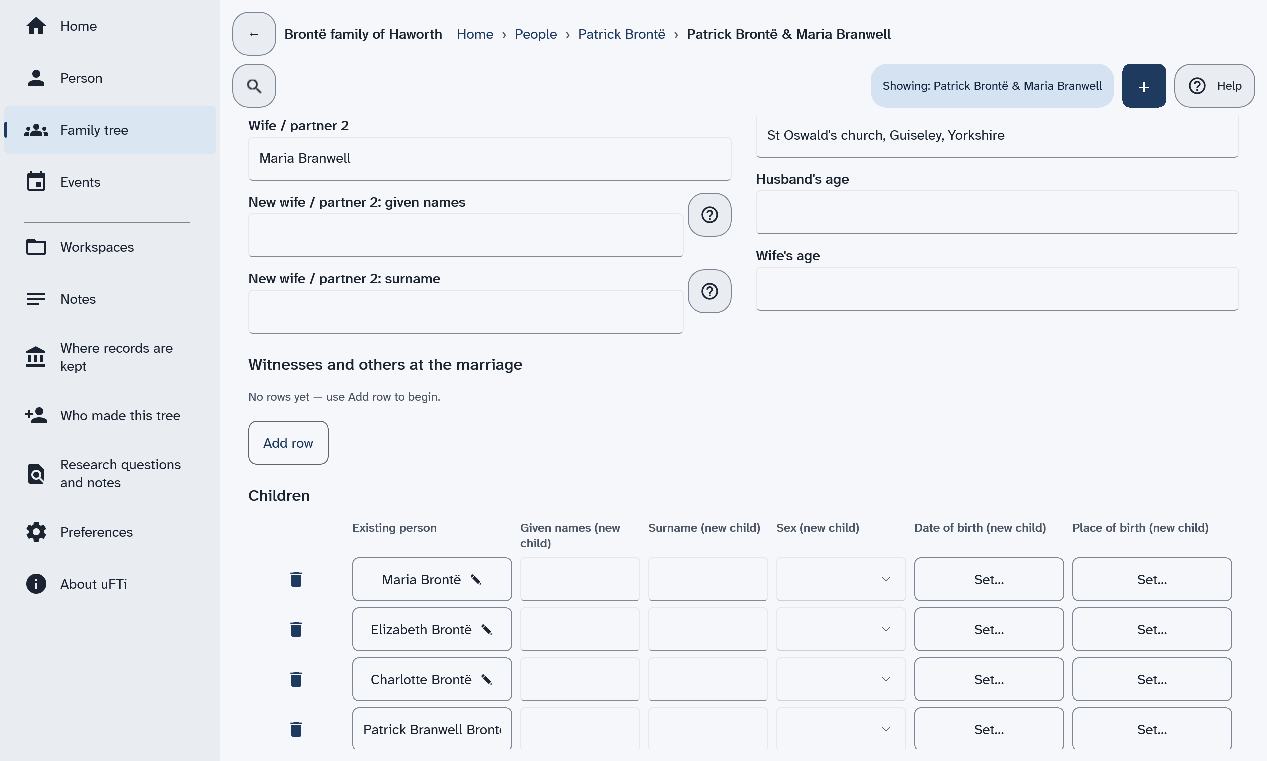 Home
Person
Family tree
Events
Workspaces
Notes
Where records are
kept
Who made this tree
Research questions
and notes
Preferences
About uFTi
← Brontë family of Haworth Home › People › Patrick Brontë › Patrick Brontë & Maria Branwell
Showing: Patrick Brontë & Maria Branwell + Help
Wife / partner 2
Maria Branwell
New wife / partner 2: given names
New wife / partner 2: surname
St Oswald's church, Guiseley, Yorkshire
Husband's age
Wife's age
Witnesses and others at the marriage
No rows yet — use Add row to begin.
Add row
Children
Existing person Given names (new child) Surname (new child) Sex (new child) Date of birth (new child) Place of birth (new child)
Maria Brontë Set... Set...
Elizabeth Brontë Set... Set...
Charlotte Brontë Set... Set...
Patrick Branwell Bront Set... Set...